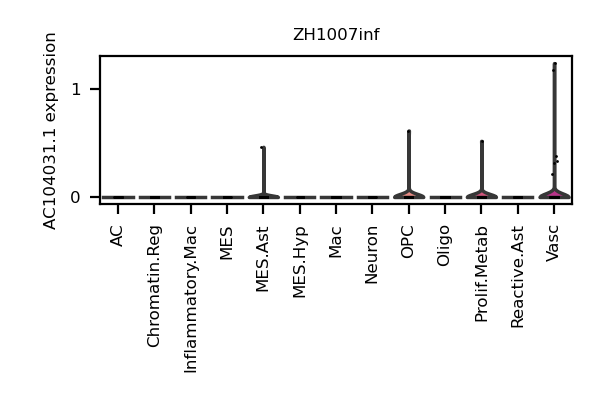 ZH1007inf
AC104031.1 expression
1
0
AC
Chromatin.Reg
Inflammatory.Mac
MES
MES.Ast
MES.Hyp
Mac
Neuron
OPC
Oligo
Prolif.Metab
Reactive.Ast
Vasc